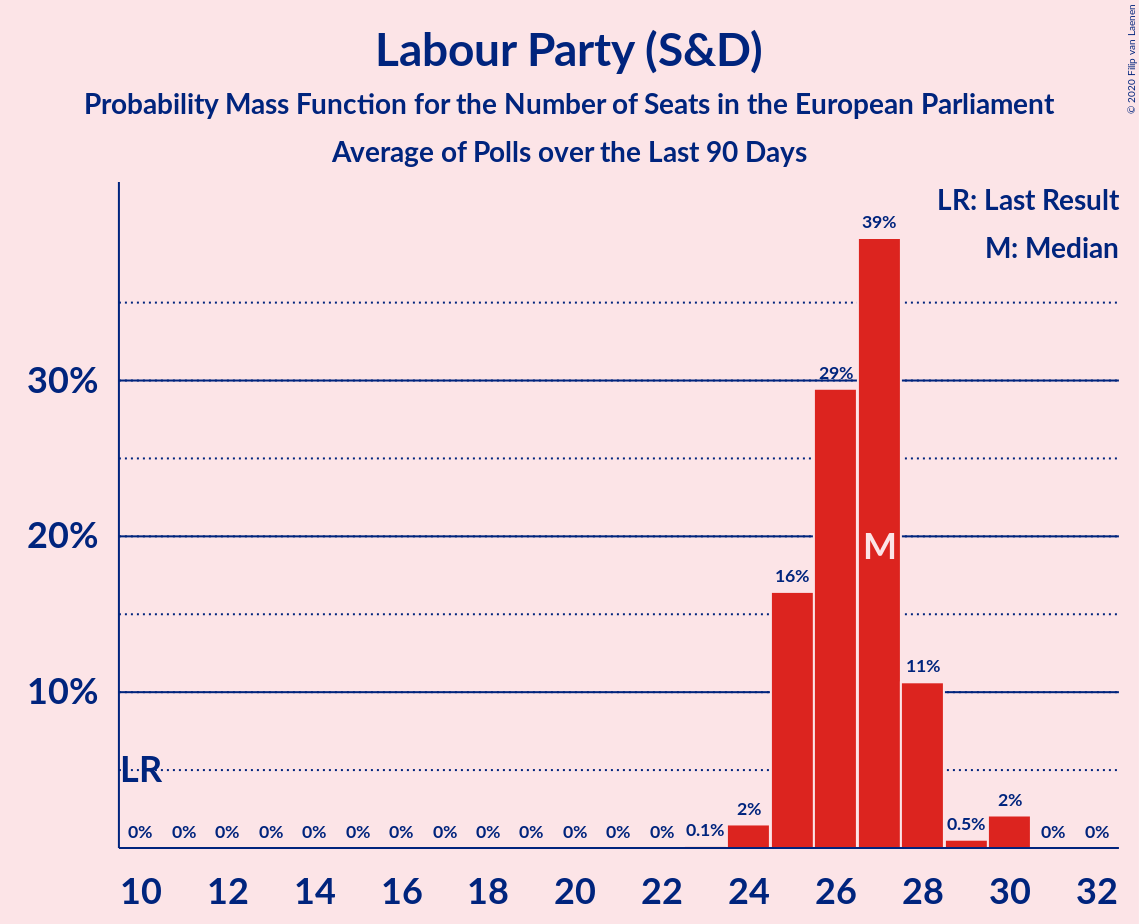 Labour Party (S&D)
Probability Mass Function for the Number of Seats in the European Parliament
Average of Polls over the Last 90 Days
© 2020 Filip van Laenen
LR: Last Result
M: Median
39%
30%
29%
20%
M
16%
11%
10%
LR
0% 0% 0% 0% 0% 0% 0% 0% 0% 0% 0% 0% 0% 0.1% 2% 0.5% 2% 0% 0%
10 12 14 16 18 20 22 24 26 28 30 32